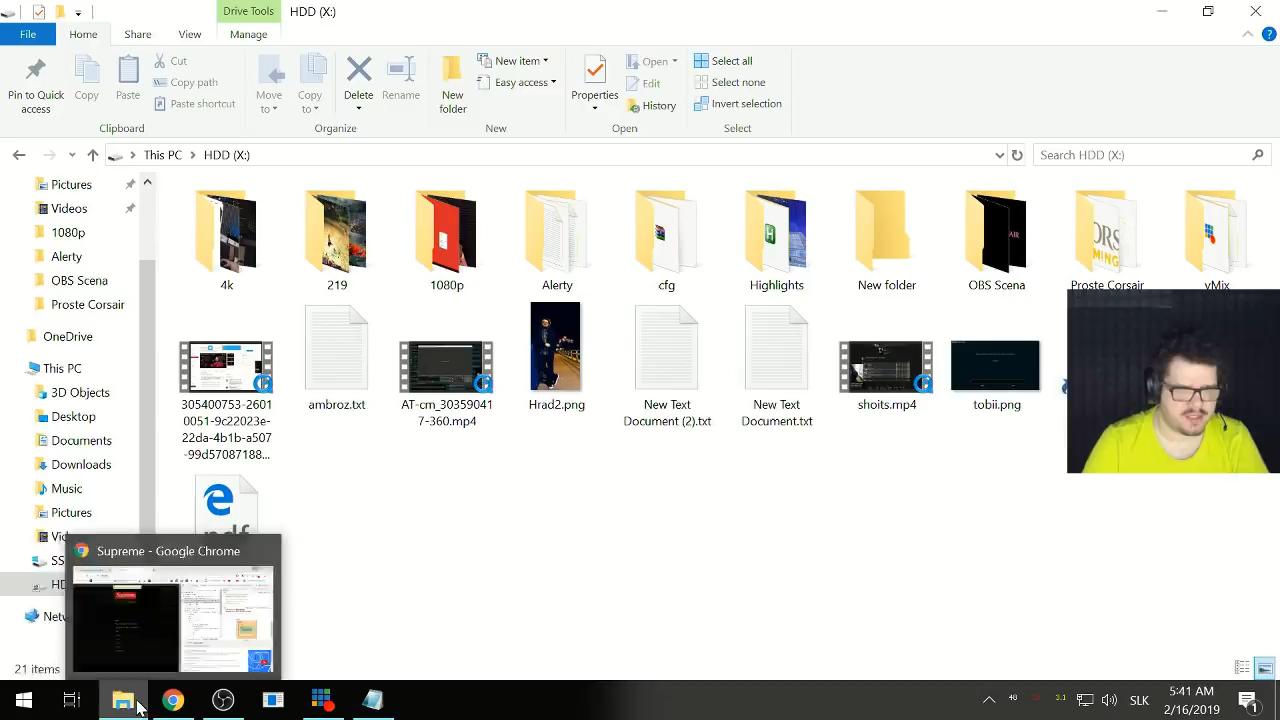 Drive Tools
HDD (X:)
File
Home
Share
View
Manage
Pin to Quick access
Copy
Paste
Cut
Copy path
Paste shortcut
Clipboard
Move to
Copy to
Delete
Rename
Organize
New folder
New item
Easy access
New
Properties
Open
Edit
History
Open
Select all
Select none
Invert selection
Select
This PC
HDD (X:)
Search HDD (X:)
Pictures
Videos
1080p
Alerty
OBS Scena
Proste Corsair
OneDrive
This PC
3D Objects
Desktop
Documents
Downloads
Music
Pictures
4k
219
1080p
Alerty
cfg
Highlights
New folder
OBS Scena
Proste Corsair
vMix
305400753-2601
0051-9c22023e-
22da-4b1b-a507
-99d57087188...
ambroz.txt
AT-cm_30359041
7-360.mp4
Hrad2.png
New Text
Document (2).txt
New Text
Document.txt
shoits.mp4
tobii.png
Supreme - Google Chrome
21 items
SLK
5:41 AM
2/16/2019